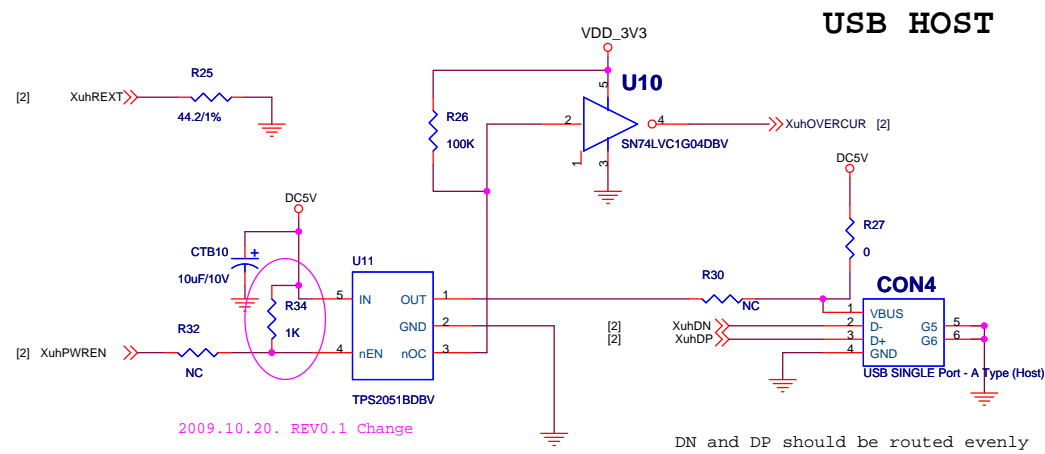 USB HOST
VDD_3V3
R25
[2] XuhREXT
44.2/1%
R26
100K
5
U10
2
4
XuhOVERCUR [2]
SN74LVC1G04DBV
1
3
DC5V
R27
0
DC5V
CTB10
10uF/10V
R34
1K
U11
5 IN OUT 1
GND 2
4 nEN nOC 3
TPS2051BDBV
R32
[2] XuhPWREN
NC
R30
NC
CON4
1 VBUS
[2] XuhDN 2 D- G5 5
[2] XuhDP 3 D+ G6 6
4 GND
USB SINGLE Port - A Type (Host)
2009.10.20. REV0.1 Change
DN and DP should be routed evenly